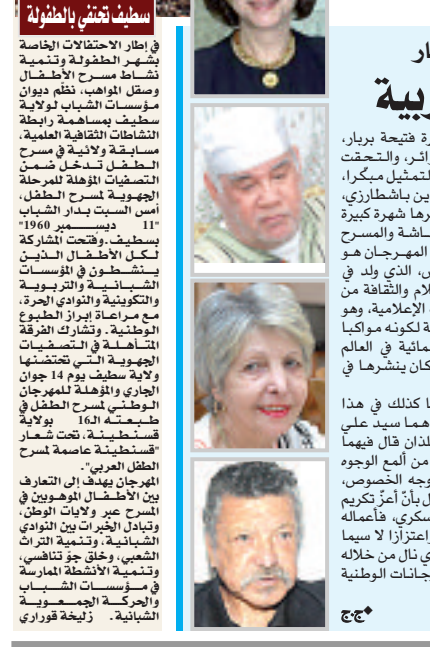 سطيف تحتفي بالطفولة
في إطار الاحتفالات الخاصة
بشهر الطفولة وتنمية
نشاط مسرح الأطفال
وصقل المواهب، نظّم ديوان
مؤسسات الشباب لولاية
سطيف بمساهمة رابطة
النشاطات الثقافية العلمية،
مسابقة ولائية في مسرح
الطفل تدخل ضمن
التصفيات المؤهلة للمرحلة
الجهوية لمسرح الطفل،
أمس السبت بدار الشباب
"11 ديسمبر 1960"
بسطيف.وفتحت المشاركة
لكل الأطفال الذين
ينشطون في المؤسسات
الشبانية والتربوية
والتكوينية والنوادي الحرة،
مع مراعاة إبراز الطبوع
الوطنية. وتشارك الفرقة
المتأهلة في التصفيات
الجهوية التي تحتضنها
ولاية سطيف يوم 14 جوان
الجاري والمؤهلة للمهرجان
الوطني لمسرح الطفل في
طبعته الـ16 بولاية
قسنطينة، تحت شعار
"قسنطينة عاصمة لمسرح
الطفل العربي".
المهرجان يهدف إلى التعارف
بين الأطفال الموهوبين في
المسرح عبر ولايات الوطن،
وتبادل الخبرات بين النوادي
الشبانية، وتنمية التراث
الشعبي، وخلق جو تنافسي،
وتنمية الأنشطة الممارسة
في مؤسسات الشباب
والحركة الجمعوية
الشبانية. زليخة قوراري
ار
ربية
رة فتيحة بربار،
زائر، والتحقت
لتمثيل مبكرا،
ين باشطارزي،
رها شهرة كبيرة
اشة والمسرح
المهرجان هو
ي، الذي ولد في
لام والثقافة من
الإعلامية، وهو
ة لكونه مواكبا
مائية في العالم
كان ينشرها في
ا كذلك في هذا
هما سيد علي
لذان قال فيهما
من ألمع الوجوه
وجه الخصوص،
ل بأنّ أعزّ تكريم
سكري، فأعماله
اعتزازا لا سيما
ي نال من خلاله
جانات الوطنية
◆ج.ج